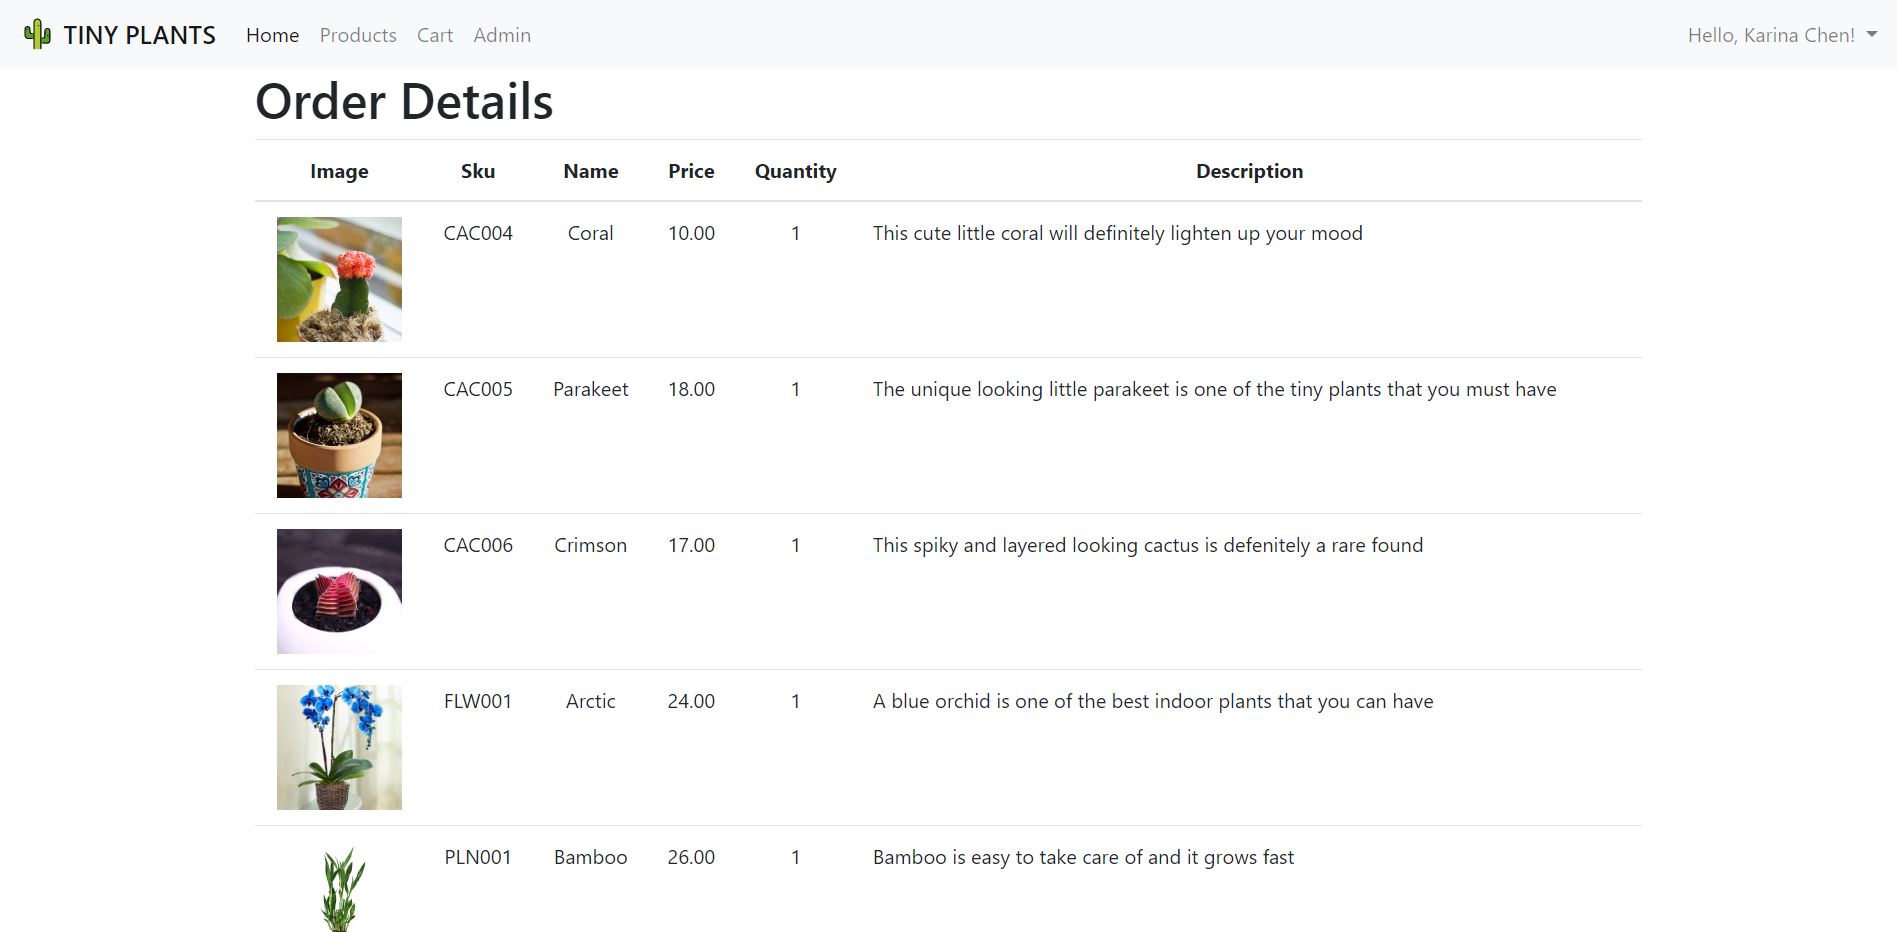 TINY PLANTS Home Products Cart Admin Hello, Karina Chen!
Order Details
Image Sku Name Price Quantity Description
CAC004 Coral 10.00 1 This cute little coral will definitely lighten up your mood
CAC005 Parakeet 18.00 1 The unique looking little parakeet is one of the tiny plants that you must have
CAC006 Crimson 17.00 1 This spiky and layered looking cactus is defenitely a rare found
FLW001 Arctic 24.00 1 A blue orchid is one of the best indoor plants that you can have
PLN001 Bamboo 26.00 1 Bamboo is easy to take care of and it grows fast